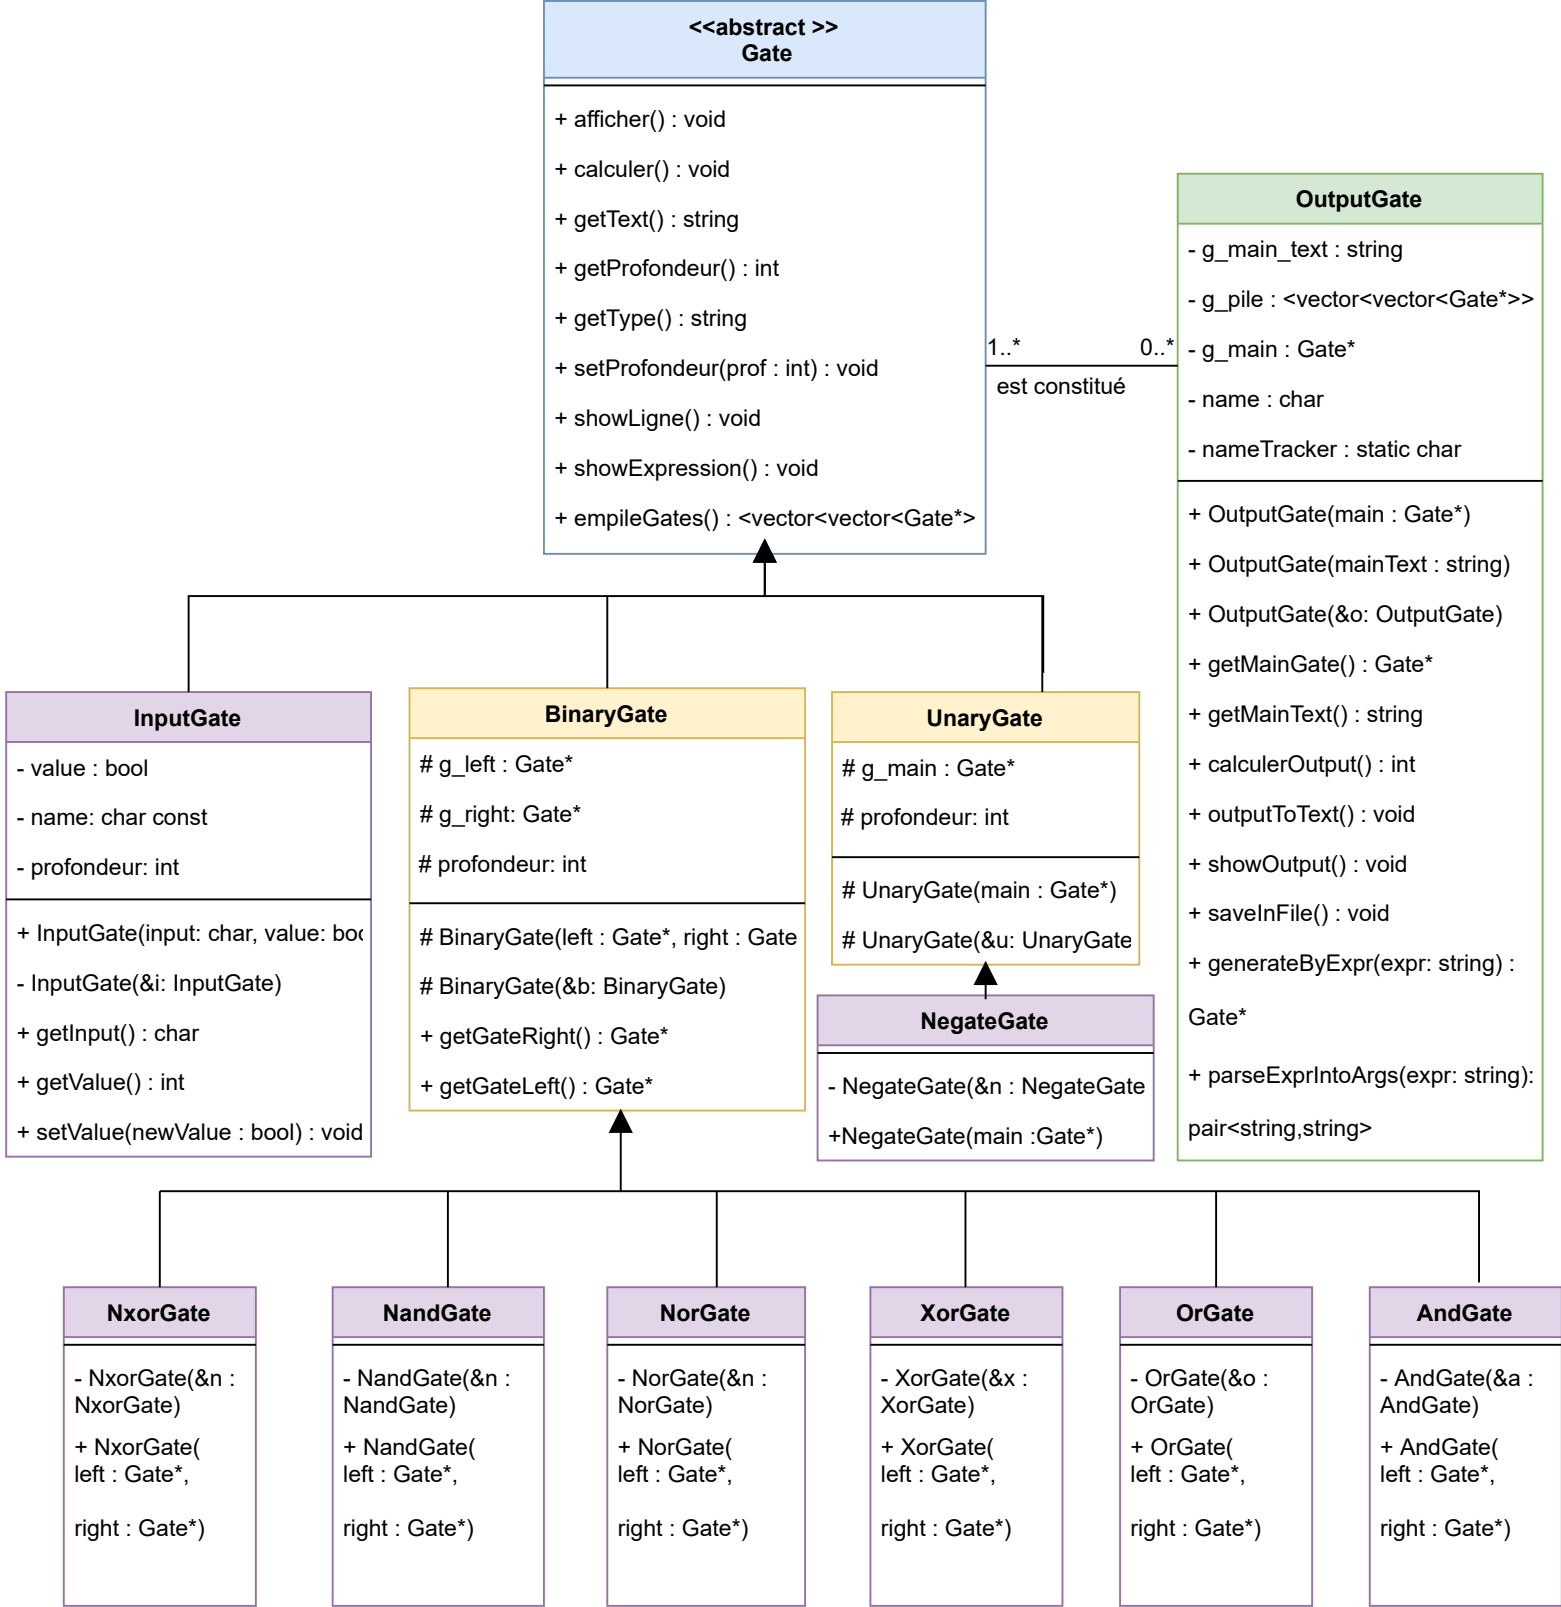 <<abstract >>
Gate
+ afficher() : void
+ calculer() : void
+ getText() : string
+ getProfondeur() : int
+ getType() : string
+ setProfondeur(prof : int) : void
+ showLigne() : void
+ showExpression() : void
+ empileGates() : <vector<vector<Gate*>
1..*
0..*
est constitué
OutputGate
- g_main_text : string
- g_pile : <vector<vector<Gate*>>
- g_main : Gate*
- name : char
- nameTracker : static char
+ OutputGate(main : Gate*)
+ OutputGate(mainText : string)
+ OutputGate(&o: OutputGate)
+ getMainGate() : Gate*
+ getMainText() : string
+ calculerOutput() : int
+ outputToText() : void
+ showOutput() : void
+ saveInFile() : void
+ generateByExpr(expr: string) :
Gate*
+ parseExprIntoArgs(expr: string):
pair<string,string>
InputGate
- value : bool
- name: char const
- profondeur: int
+ InputGate(input: char, value: boo
- InputGate(&i: InputGate)
+ getInput() : char
+ getValue() : int
+ setValue(newValue : bool) : void
BinaryGate
# g_left : Gate*
# g_right: Gate*
# profondeur: int
# BinaryGate(left : Gate*, right : Gate
# BinaryGate(&b: BinaryGate)
+ getGateRight() : Gate*
+ getGateLeft() : Gate*
UnaryGate
# g_main : Gate*
# profondeur: int
# UnaryGate(main : Gate*)
# UnaryGate(&u: UnaryGate
NegateGate
- NegateGate(&n : NegateGate
+NegateGate(main :Gate*)
NxorGate
- NxorGate(&n :
NxorGate)
+ NxorGate(
left : Gate*,
right : Gate*)
NandGate
- NandGate(&n :
NandGate)
+ NandGate(
left : Gate*,
right : Gate*)
NorGate
- NorGate(&n :
NorGate)
+ NorGate(
left : Gate*,
right : Gate*)
XorGate
- XorGate(&x :
XorGate)
+ XorGate(
left : Gate*,
right : Gate*)
OrGate
- OrGate(&o :
OrGate)
+ OrGate(
left : Gate*,
right : Gate*)
AndGate
- AndGate(&a :
AndGate)
+ AndGate(
left : Gate*,
right : Gate*)